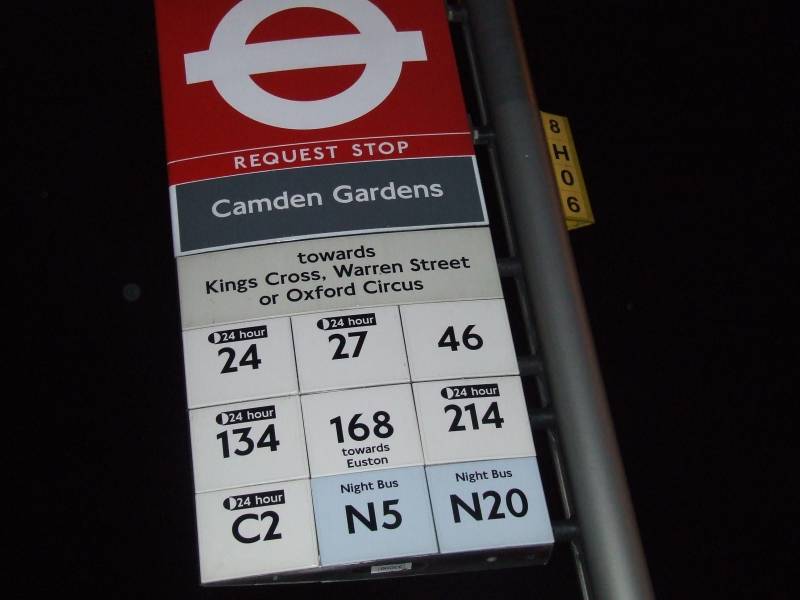 REQUEST STOP
Camden Gardens
towards
Kings Cross, Warren Street
or Oxford Circus
24 hour
24
24 hour
27
46
24 hour
134
168
towards
Euston
24 hour
214
24 hour
C2
Night Bus
N5
Night Bus
N20
8
H
0
6